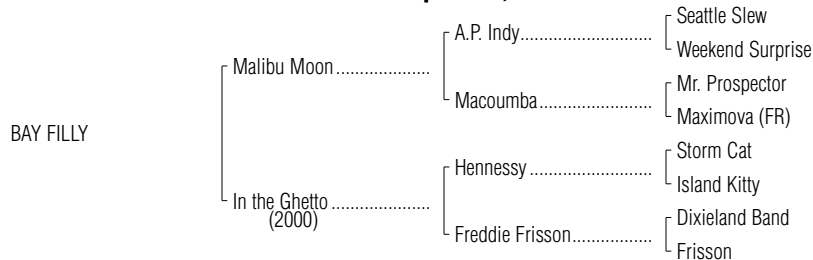 Seattle Slew
A.P. Indy
Weekend Surprise
Malibu Moon
Mr. Prospector
Macoumba
Maximova (FR)
BAY FILLY
Storm Cat
Hennessy
Island Kitty
In the Ghetto
(2000)
Dixieland Band
Freddie Frisson
Frisson